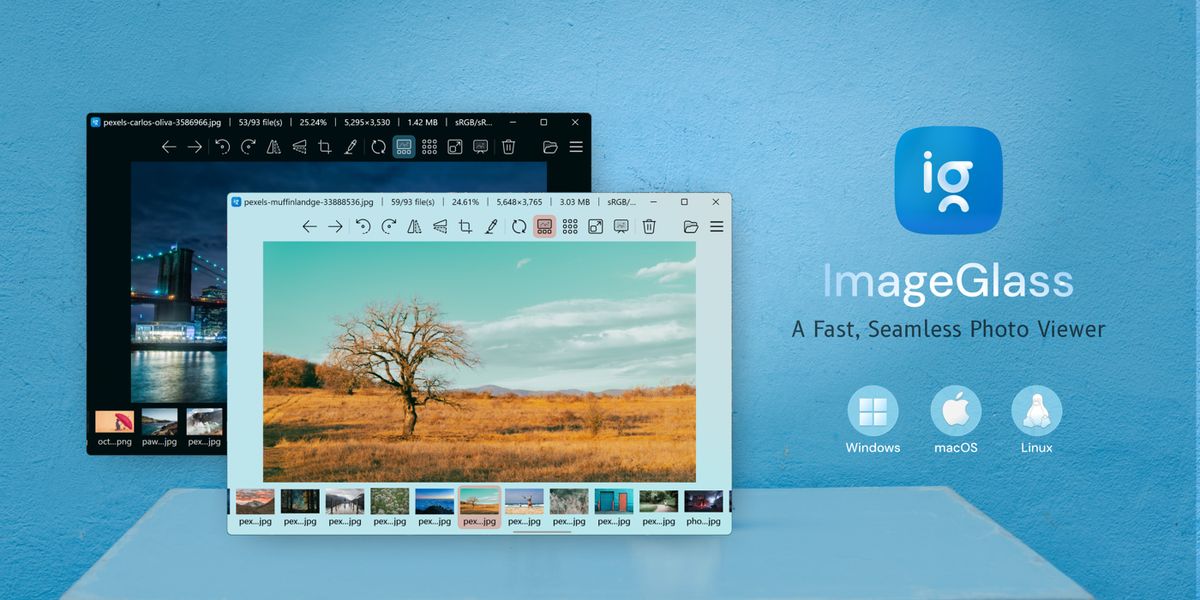 pexels-carlos-oliva-3586966.jpg | 53/93 file(s) | 25.24% | 5,295×3,530 | 1.42 MB | sRGB/sR...
pexels-muffinlandge-33888536.jpg | 59/93 file(s) | 24.61% | 5,648×3,765 | 3.03 MB | sRGB/...
oct...png paw...jpg pex...jpg
pex...jpg pex...jpg pex...jpg pex...jpg pex...jpg pex...jpg pex...jpg pex...jpg pex...jpg pex...jpg pho...jpg
ig
ImageGlass
A Fast, Seamless Photo Viewer
Windows macOS Linux